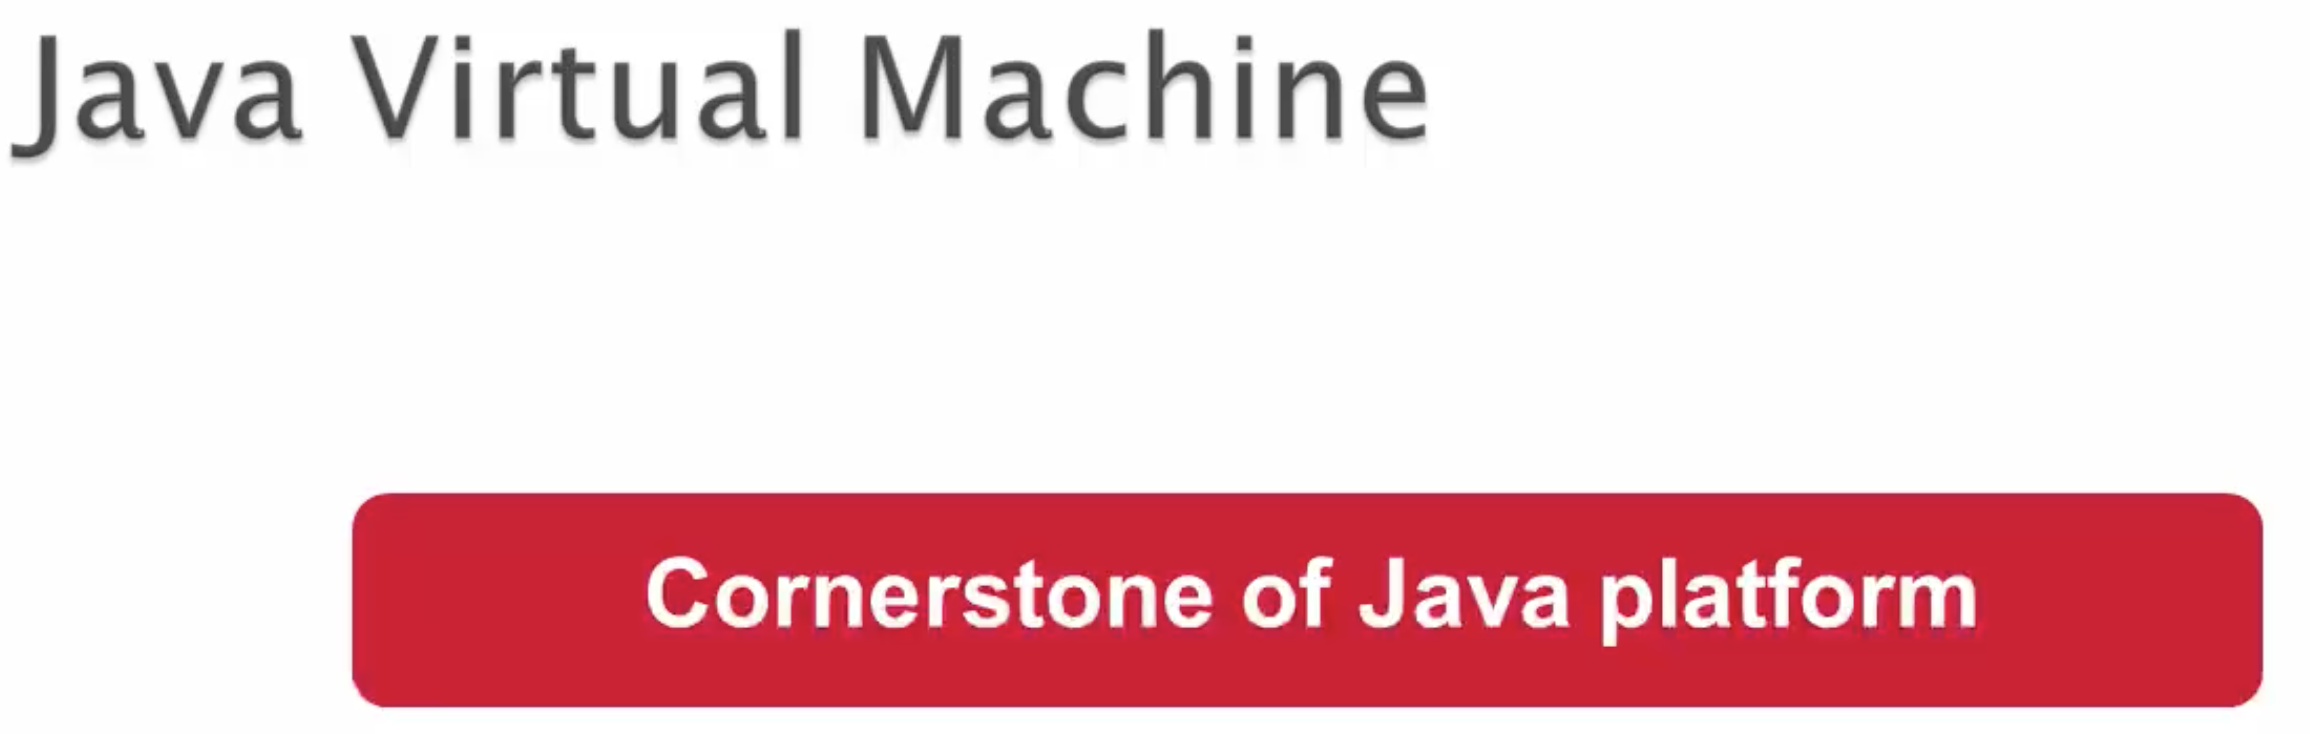 Java Virtual Machine
Cornerstone of Java platform